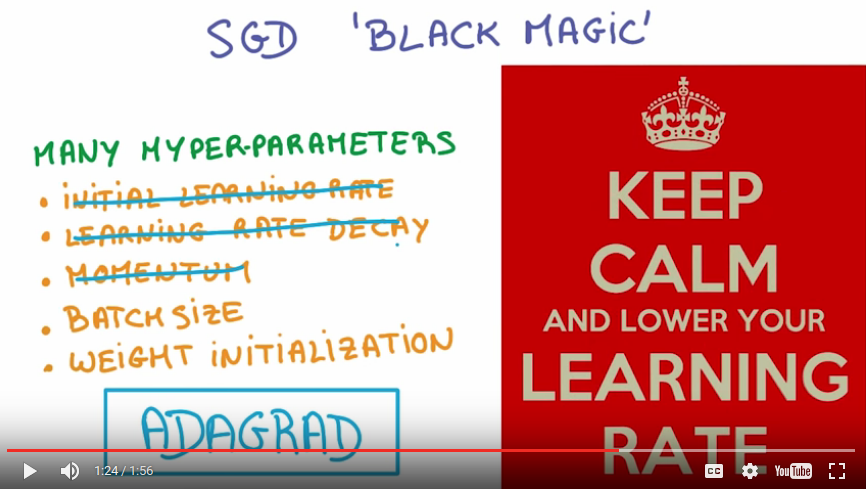 SGD 'BLACK MAGIC'
MANY HYPER-PARAMETERS
• INITIAL LEARNING RATE
• LEARNING RATE DECAY
• MOMENTUM
• BATCH SIZE
• WEIGHT INITIALIZATION
ADAGRAD
KEEP
CALM
AND LOWER YOUR
LEARNING
RATE
1:24 / 1:56
CC
YouTube